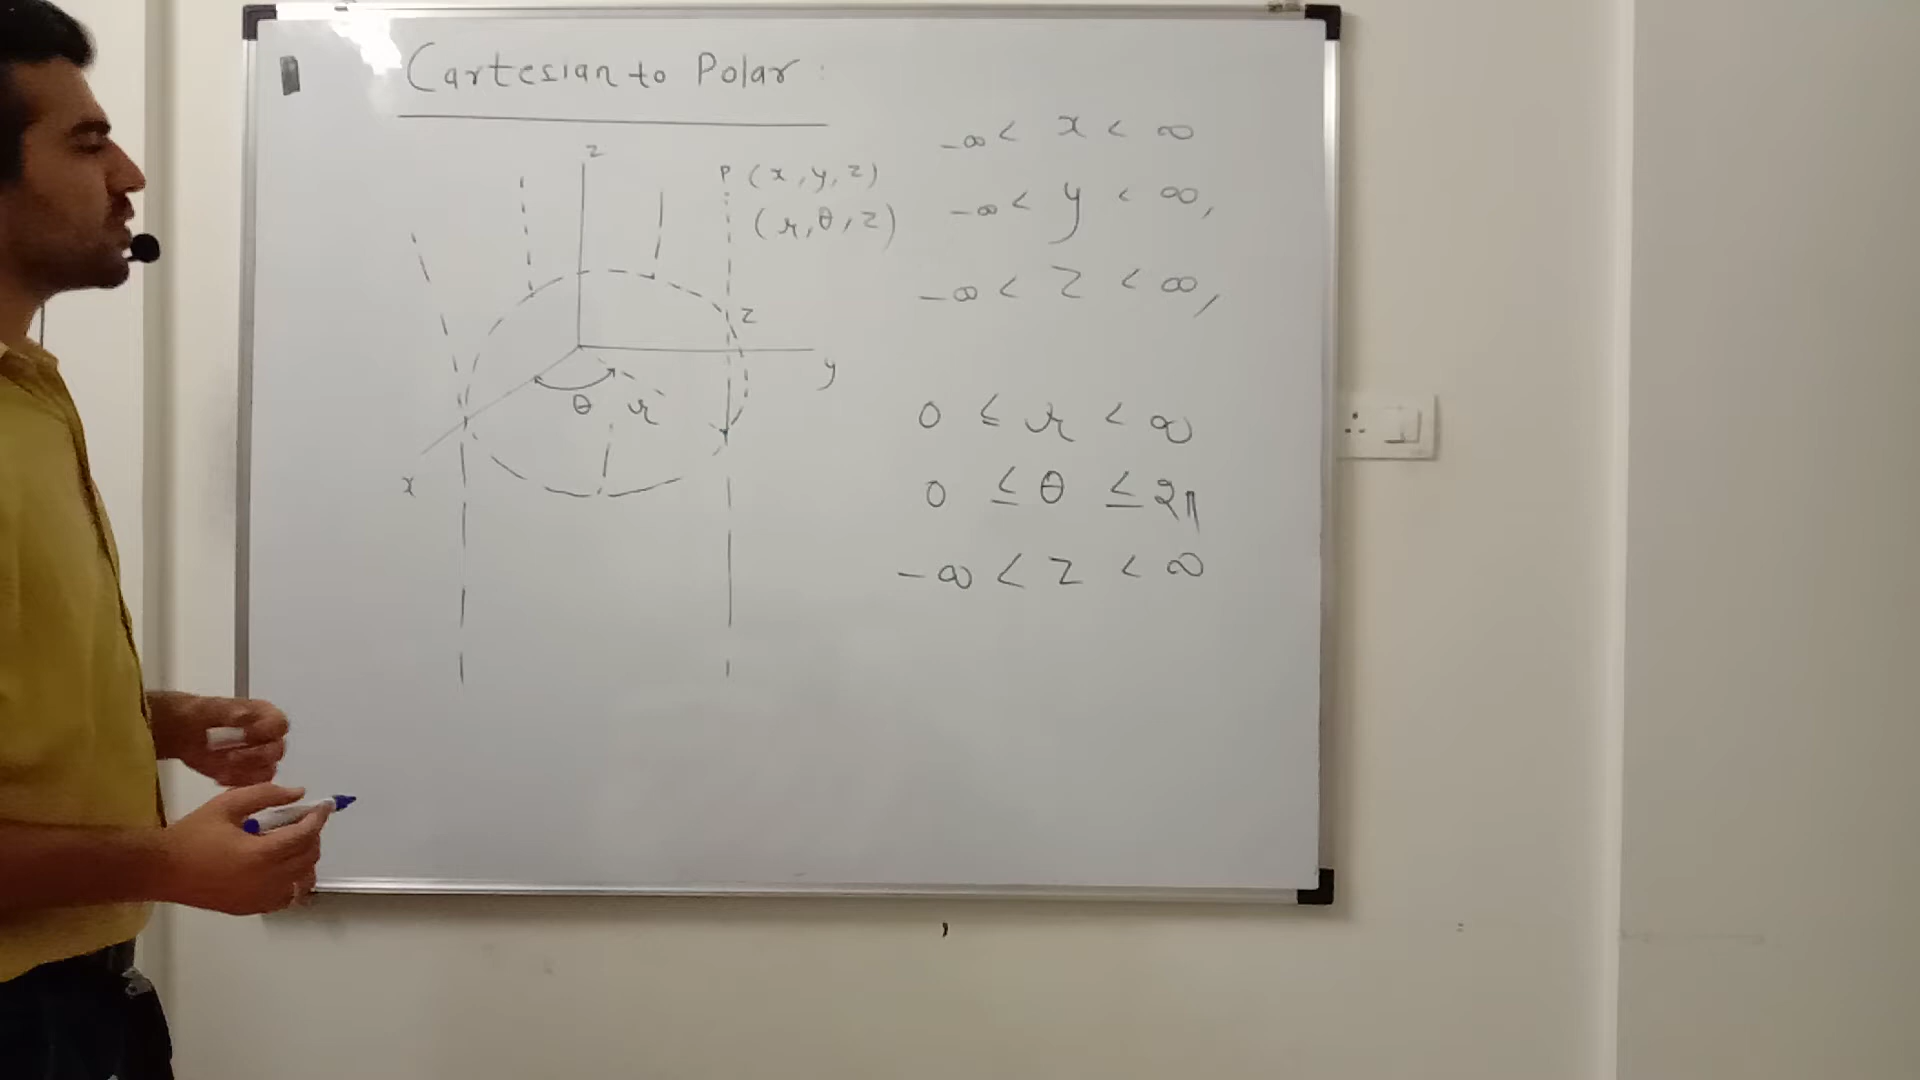 Cartesian to Polar :
z
P (x, y, z)
(r, θ, z)
z
y
θ r
x
-∞ < x < ∞
-∞ < y < ∞,
-∞ < z < ∞,
0 ≤ r < ∞
0 ≤ θ ≤ 2π
-∞ < z < ∞